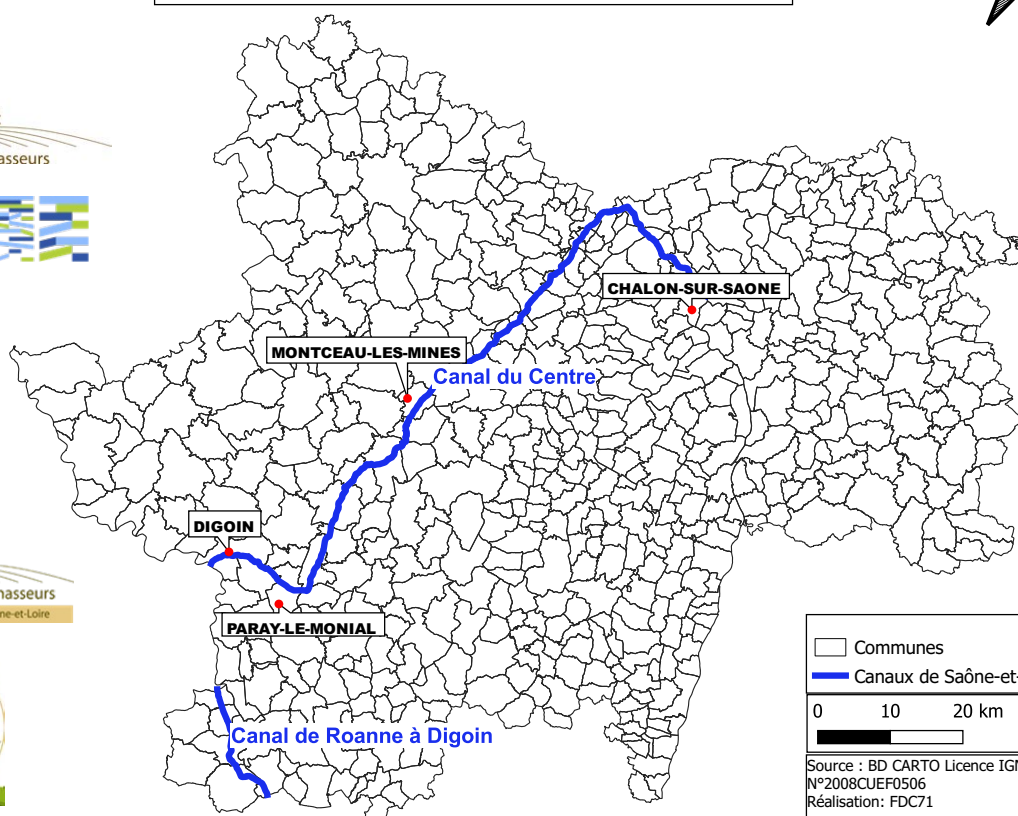 asseurs
CHALON-SUR-SAONE
MONTCEAU-LES-MINES
Canal du Centre
DIGOIN
asseurs
ne-et-Loire
PARAY-LE-MONIAL
Canal de Roanne à Digoin
Communes
Canaux de Saône-et-
0 10 20 km
Source : BD CARTO Licence IGN
N°2008CUEF0506
Réalisation: FDC71